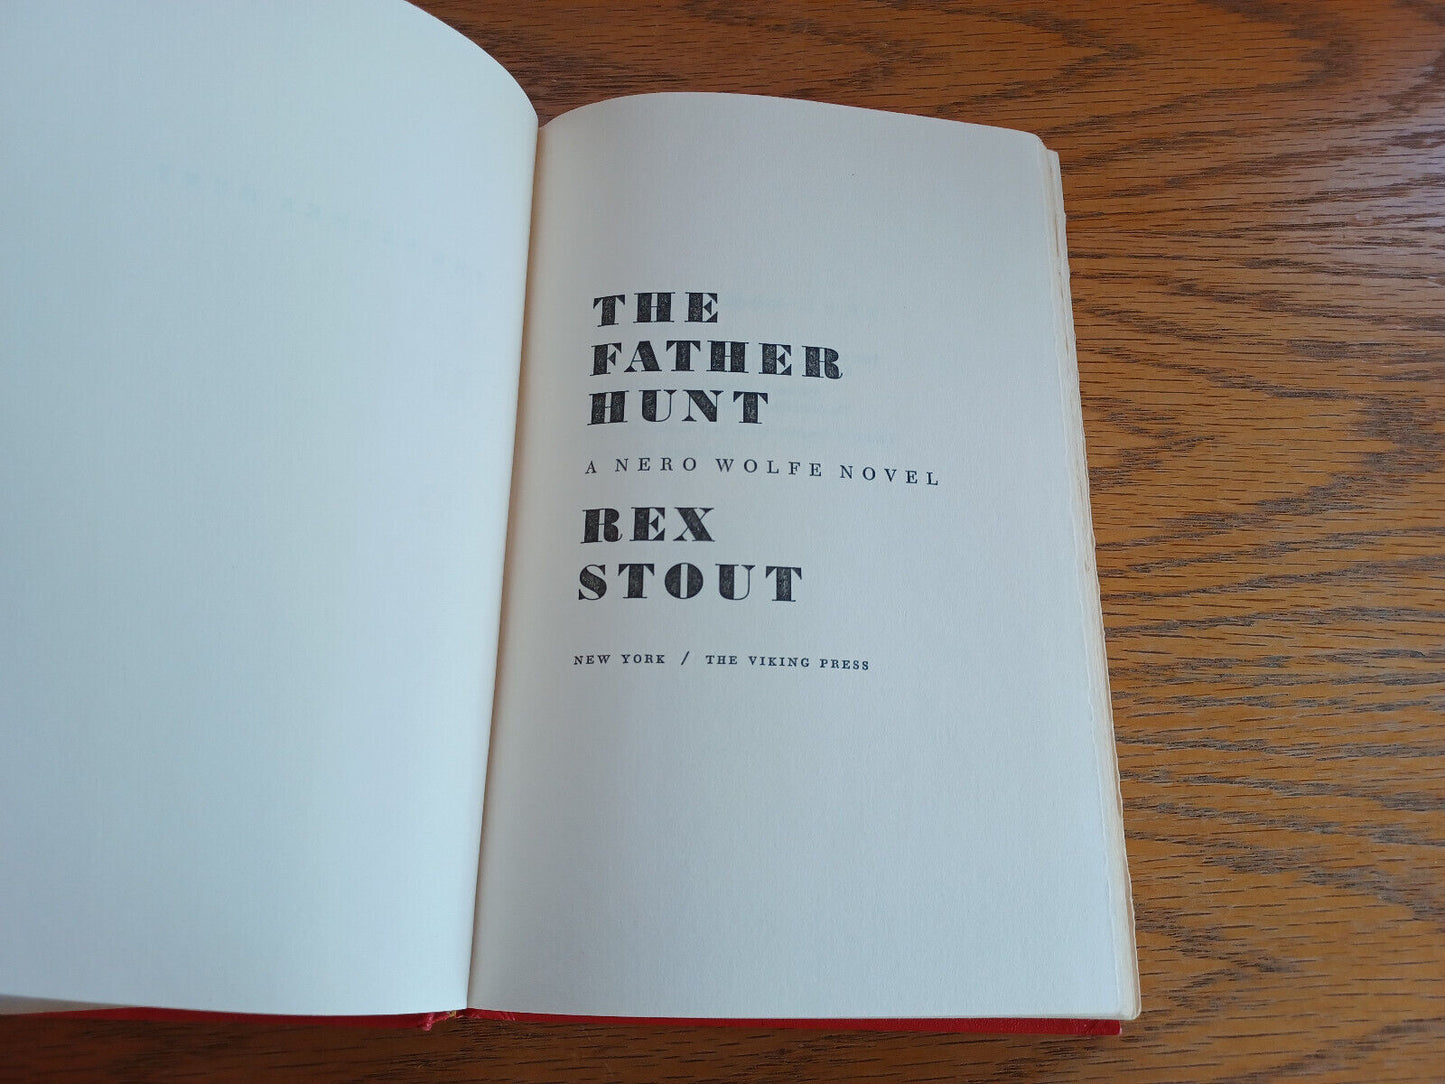 THE
FATHER
HUNT
A NERO WOLFE NOVEL
REX
STOUT
NEW YORK / THE VIKING PRESS